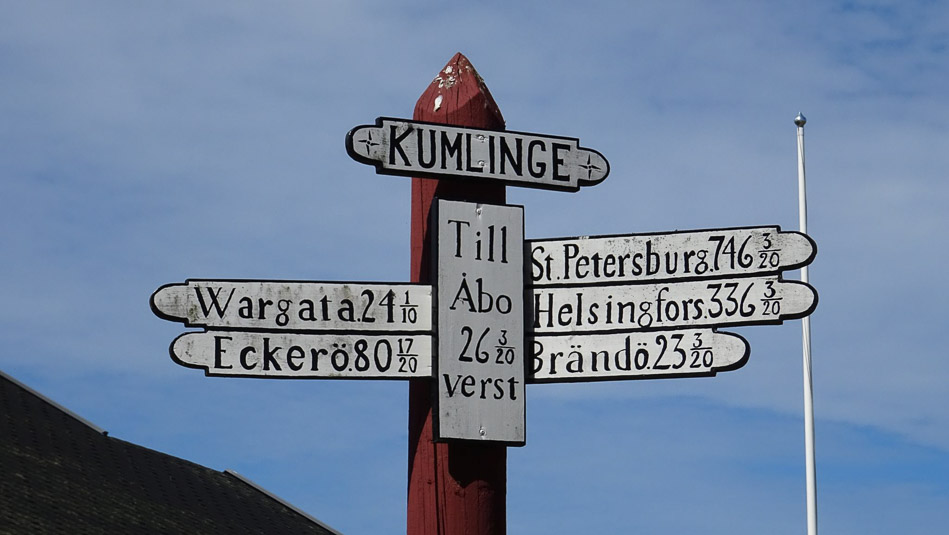 KUMLINGE
Till
Åbo
26 3/20
verst
Wargata.24 1/10
Eckerö.80 17/20
St.Petersburg.746 3/20
Helsingfors.336 3/20
Brändö.23 3/20